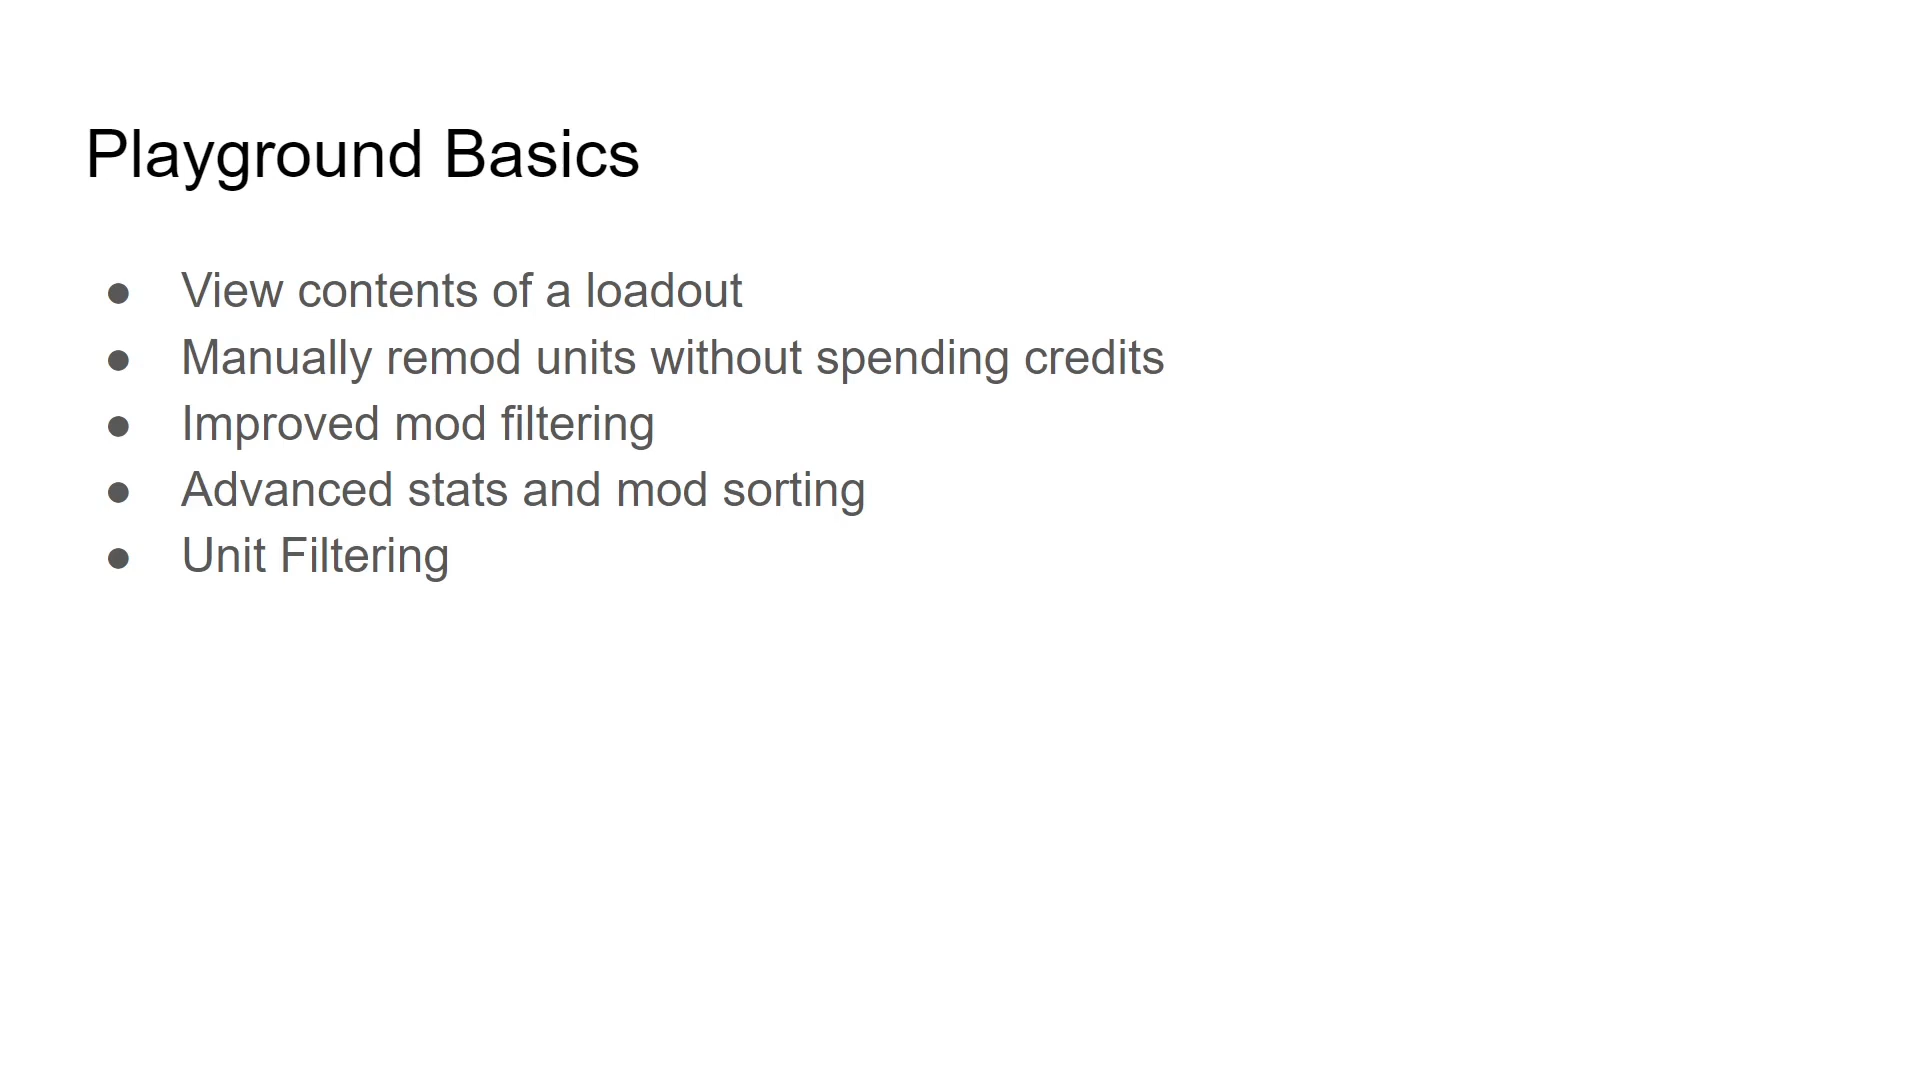 Playground Basics
● View contents of a loadout
● Manually remod units without spending credits
● Improved mod filtering
● Advanced stats and mod sorting
● Unit Filtering